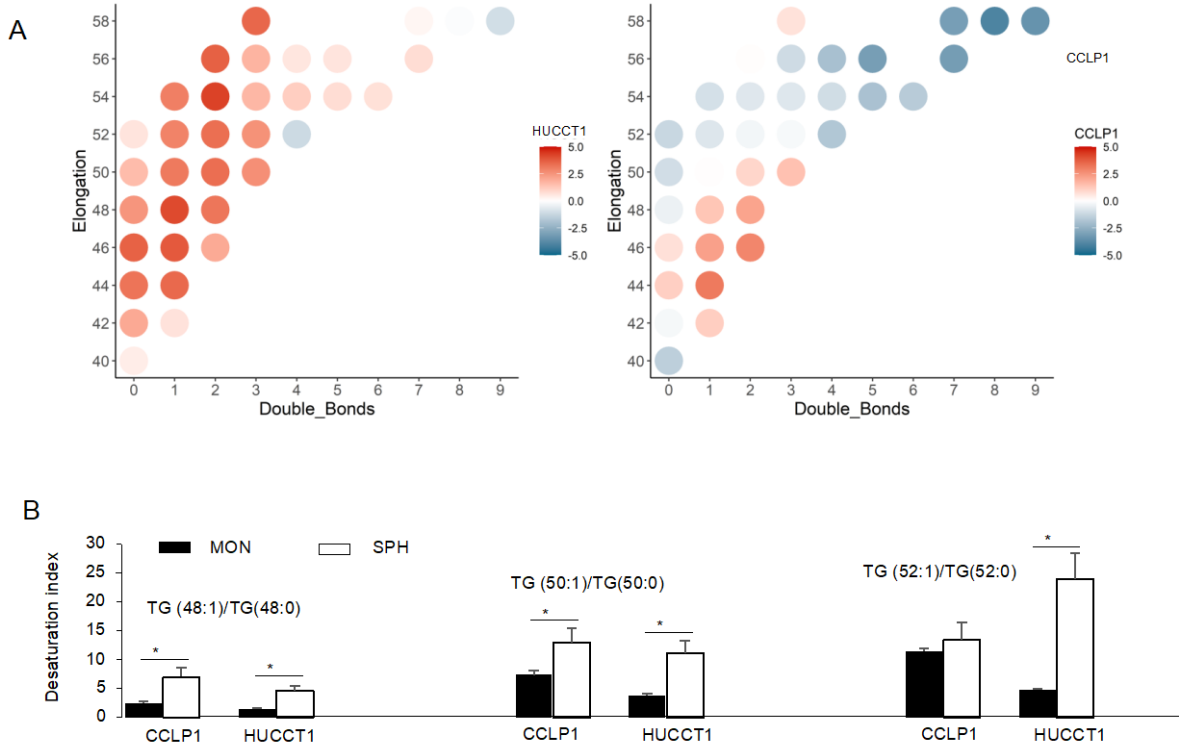 A
58
56
54
52
50
48
46
44
42
40
Elongation
0 1 2 3 4 5 6 7 8 9
Double_Bonds
HUCCT1
5.0
2.5
0.0
-2.5
-5.0
58
56
54
52
50
48
46
44
42
40
Elongation
0 1 2 3 4 5 6 7 8 9
Double_Bonds
CCLP1
CCLP1
5.0
2.5
0.0
-2.5
-5.0
B
Desaturation index
30
25
20
15
10
5
0
MON SPH
TG (48:1)/TG(48:0)
* *
CCLP1 HUCCT1
TG (50:1)/TG(50:0)
* *
CCLP1 HUCCT1
TG (52:1)/TG(52:0)
*
CCLP1 HUCCT1